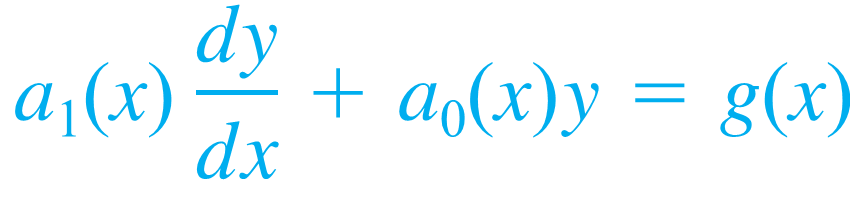 a₁(x) dy/dx + a₀(x)y = g(x)